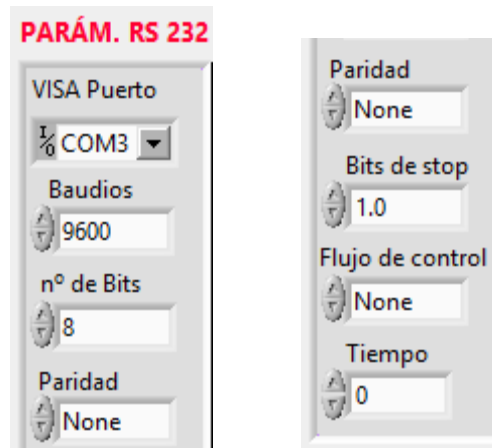 PARÁM. RS 232
VISA Puerto
I/O COM3
Baudios
9600
nº de Bits
8
Paridad
None
Paridad
None
Bits de stop
1.0
Flujo de control
None
Tiempo
0